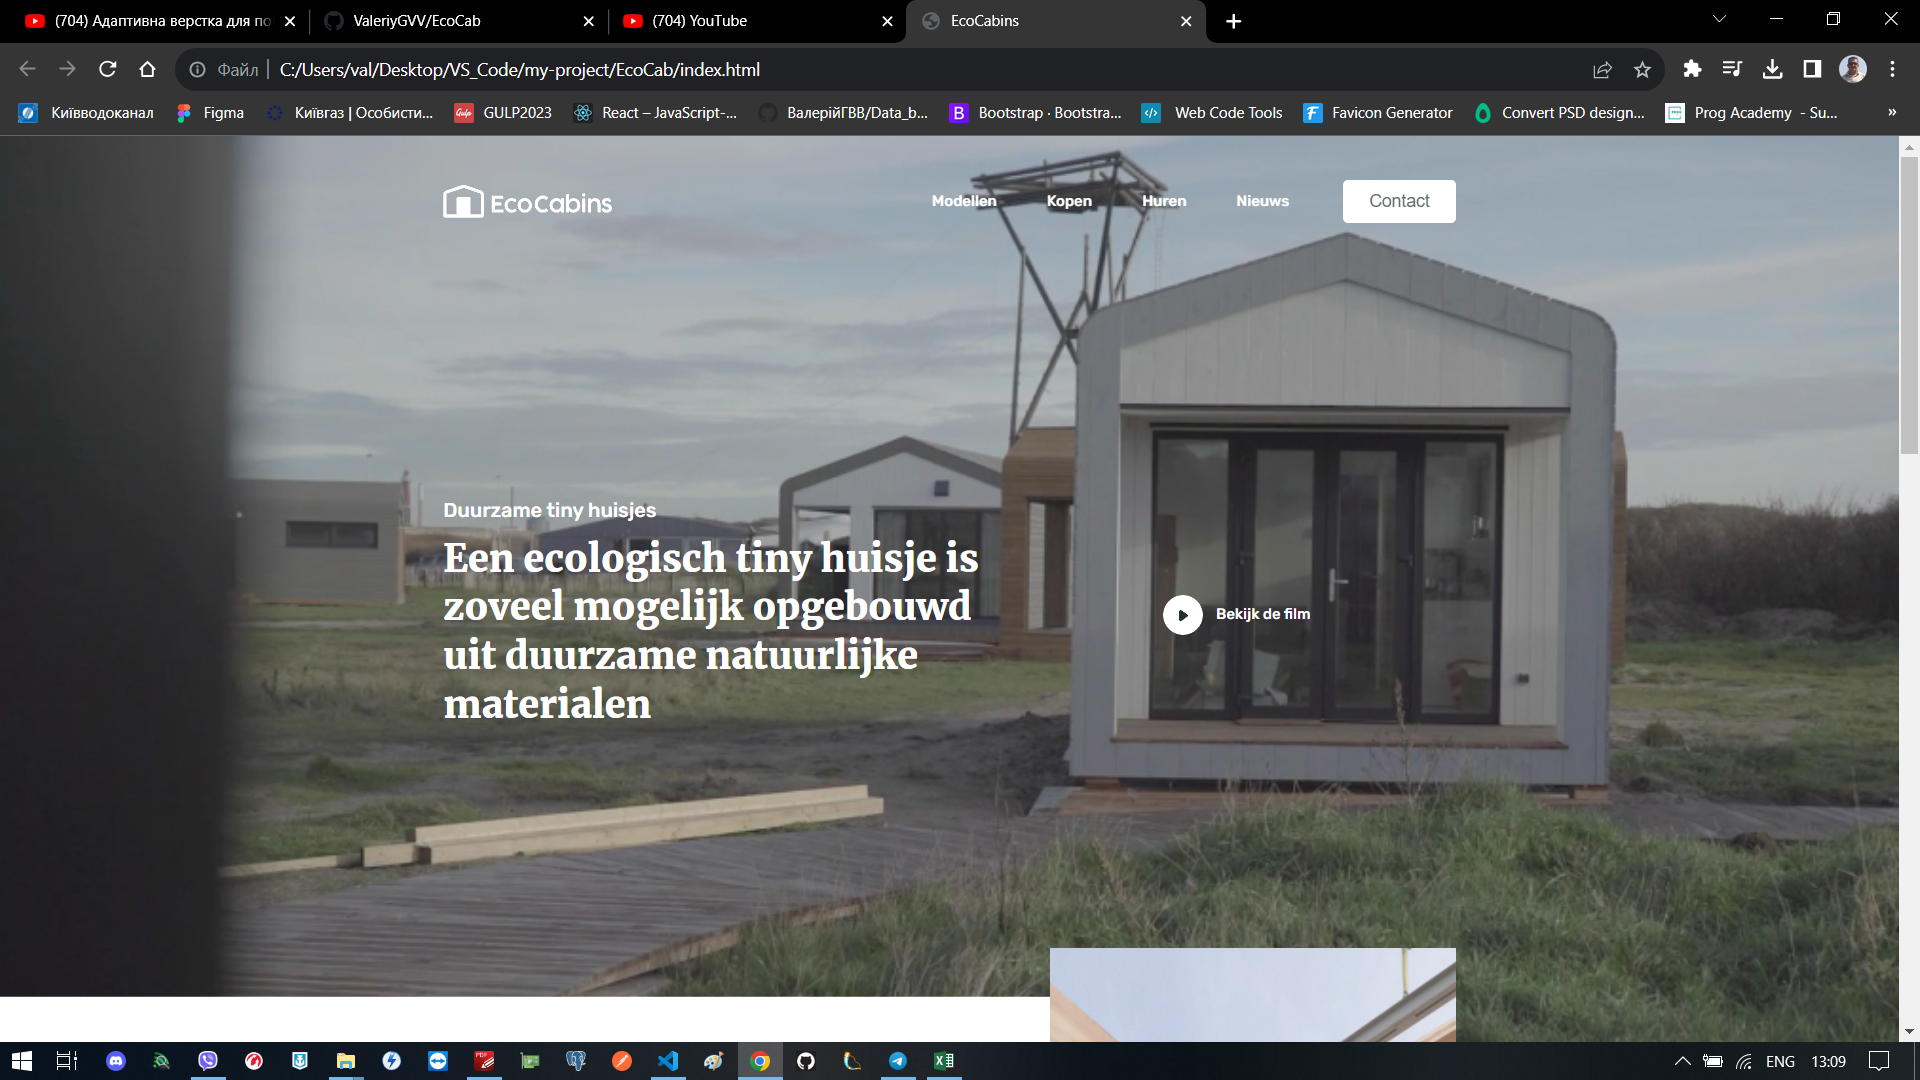 (704) Адаптивна верстка для по
ValeriyGVV/EcoCab
(704) YouTube
EcoCabins
Файл
C:/Users/val/Desktop/VS_Code/my-project/EcoCab/index.html
Київводоканал
Figma
Київгаз | Особисти...
GULP2023
React – JavaScript-...
ВалерійГВВ/Data_b...
Bootstrap · Bootstra...
Web Code Tools
Favicon Generator
Convert PSD design...
Prog Academy - Su...
»
EcoCabins
Modellen
Kopen
Huren
Nieuws
Contact
Duurzame tiny huisjes
Een ecologisch tiny huisje is
zoveel mogelijk opgebouwd
uit duurzame natuurlijke
materialen
Bekijk de film
ENG
13:09